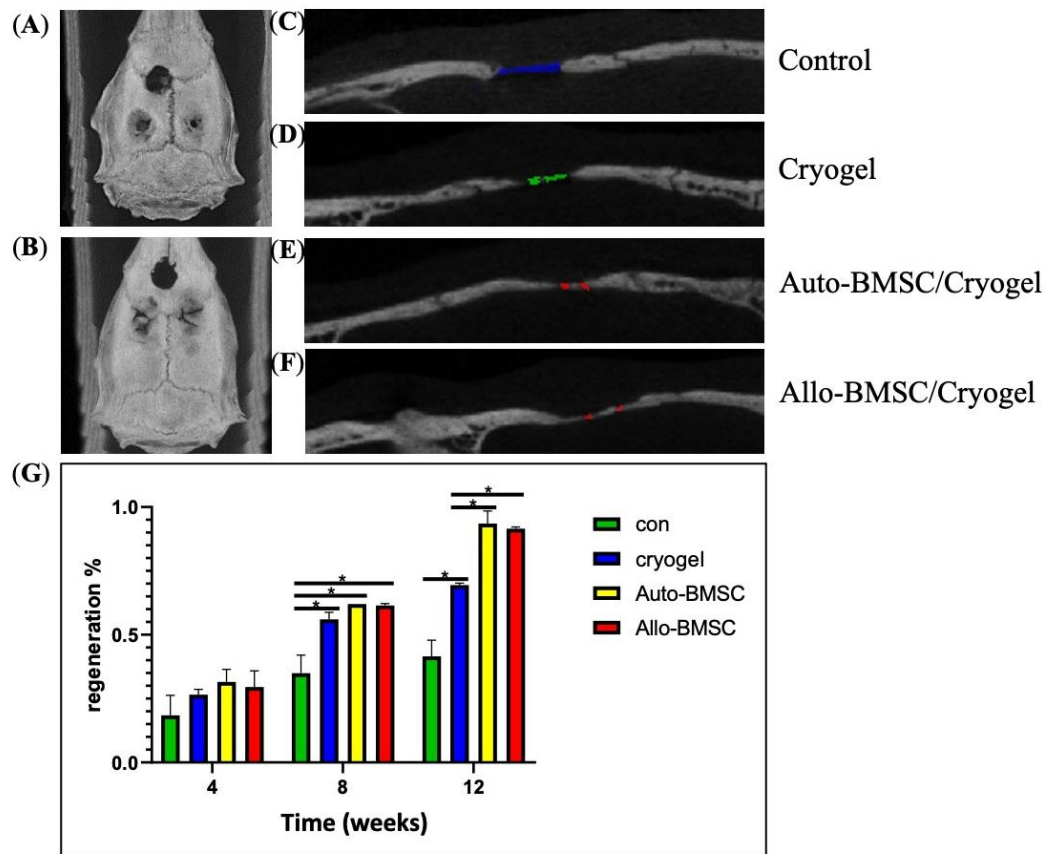 (A)
(C)
Control
(D)
Cryogel
(B)
(E)
Auto-BMSC/Cryogel
(F)
Allo-BMSC/Cryogel
(G)
1.0
0.5
0.0
regeneration %
* * *
* * *
4 8 12
Time (weeks)
con
cryogel
Auto-BMSC
Allo-BMSC